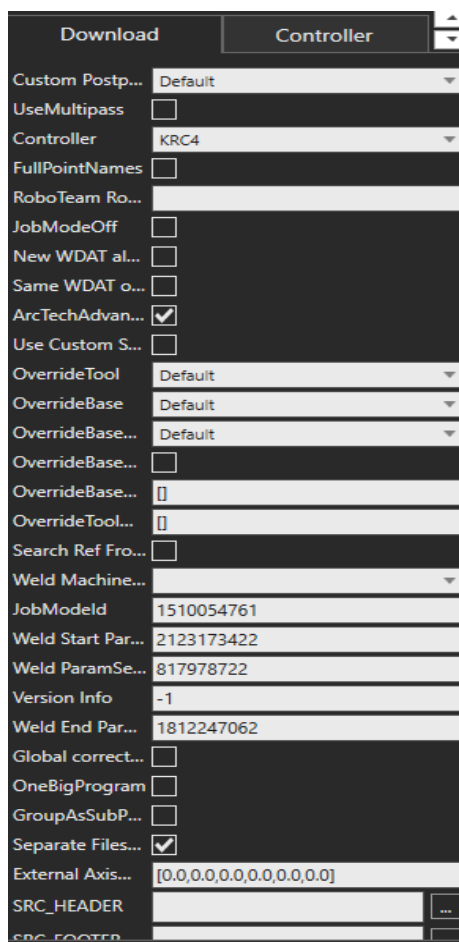 Download Controller
Custom Postp... Default
UseMultipass
Controller KRC4
FullPointNames
RoboTeam Ro...
JobModeOff
New WDAT al...
Same WDAT o...
ArcTechAdvan...
Use Custom S...
OverrideTool Default
OverrideBase Default
OverrideBase... Default
OverrideBase...
OverrideBase... []
OverrideTool... []
Search Ref Fro...
Weld Machine...
JobModeId 1510054761
Weld Start Par... 2123173422
Weld ParamSe... 817978722
Version Info -1
Weld End Par... 1812247062
Global correct...
OneBigProgram
GroupAsSubP...
Separate Files...
External Axis... [0.0,0.0,0.0,0.0,0.0,0.0]
SRC_HEADER ...
SRC_FOOTER